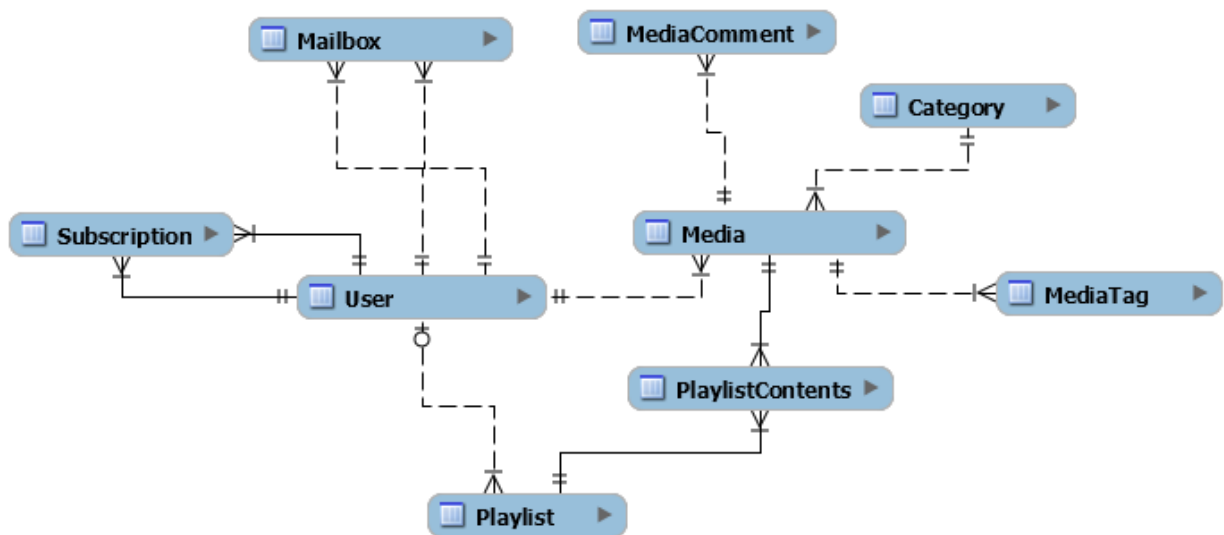 Mailbox
MediaComment
Category
Subscription
Media
User
MediaTag
PlaylistContents
Playlist